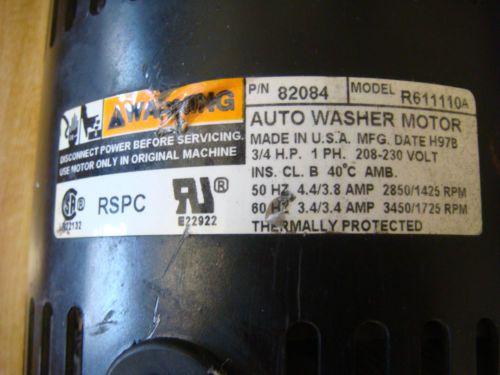 P/N 82084 MODEL R611110A
WARNING
DISCONNECT POWER BEFORE SERVICING.
USE MOTOR ONLY IN ORIGINAL MACHINE
AUTO WASHER MOTOR
MADE IN U.S.A. MFG. DATE H97B
3/4 H.P. 1 PH. 208-230 VOLT
INS. CL. B 40°C AMB.
50 HZ 4.4/3.8 AMP 2850/1425 RPM
60 HZ 3.4/3.4 AMP 3450/1725 RPM
THERMALLY PROTECTED
RSPC
®
E22922